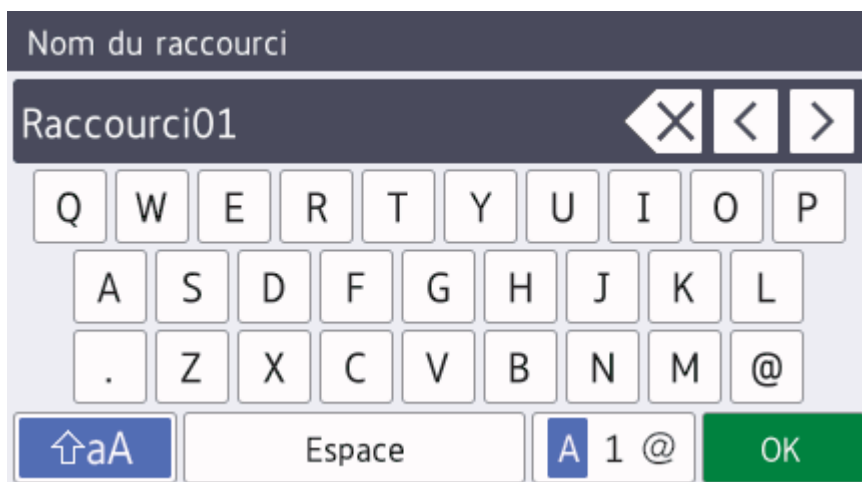 Nom du raccourci
Raccourci01
Q W E R T Y U I O P
A S D F G H J K L
. Z X C V B N M @
aA Espace A 1 @ OK